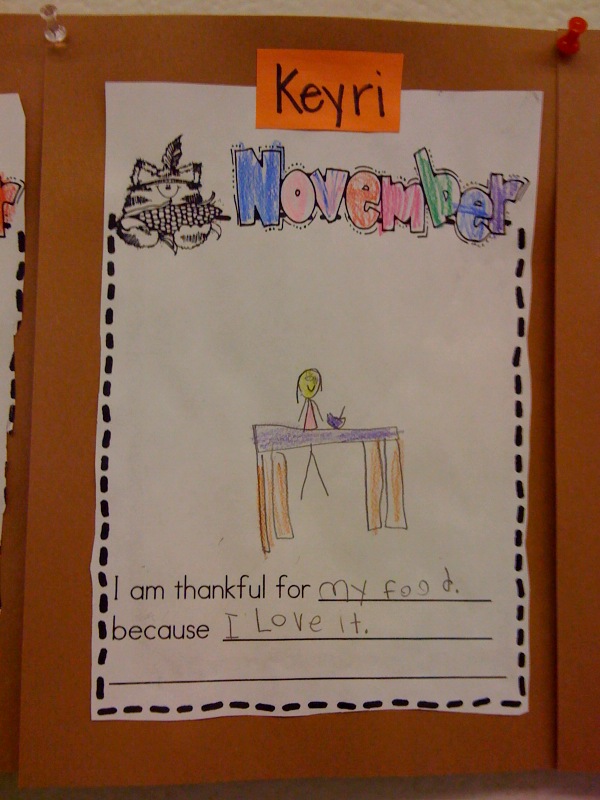 Keyri
November
I am thankful for my food.
because I Love it.